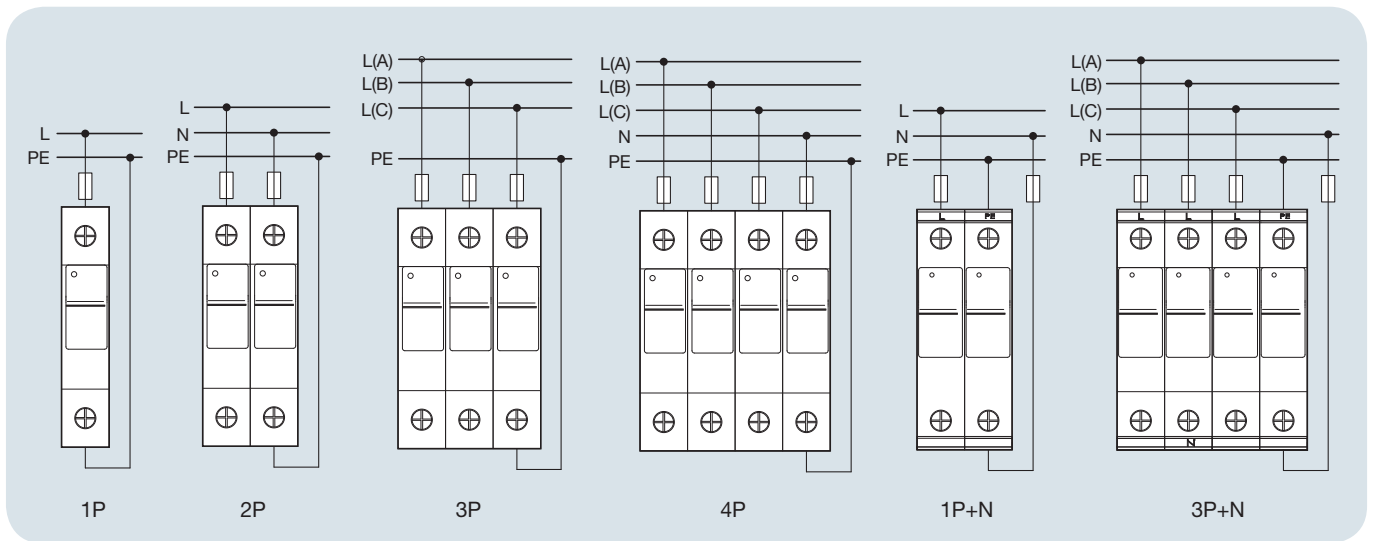 L
PE
1P
L
N
PE
2P
L(A)
L(B)
L(C)
PE
3P
L(A)
L(B)
L(C)
N
PE
4P
L
N
PE
L PE
1P+N
L(A)
L(B)
L(C)
N
PE
L L L PE
N
3P+N